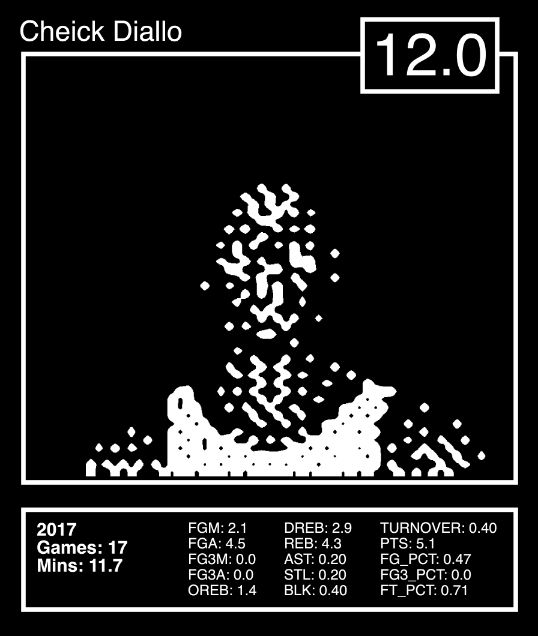 Cheick Diallo
12.0
2017
Games: 17
Mins: 11.7
FGM: 2.1
FGA: 4.5
FG3M: 0.0
FG3A: 0.0
OREB: 1.4
DREB: 2.9
REB: 4.3
AST: 0.20
STL: 0.20
BLK: 0.40
TURNOVER: 0.40
PTS: 5.1
FG_PCT: 0.47
FG3_PCT: 0.0
FT_PCT: 0.71